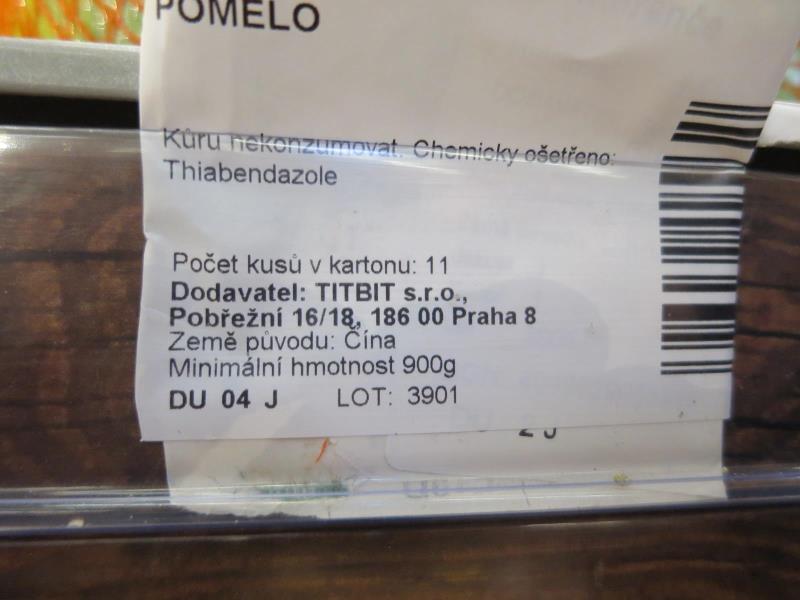 POMELO
Kůru nekonzumovat. Chemicky ošetřeno:
Thiabendazole
Počet kusů v kartonu: 11
Dodavatel: TITBIT s.r.o.,
Pobřežní 16/18, 186 00 Praha 8
Země původu: Čína
Minimální hmotnost 900g
DU 04 J LOT: 3901
2 J